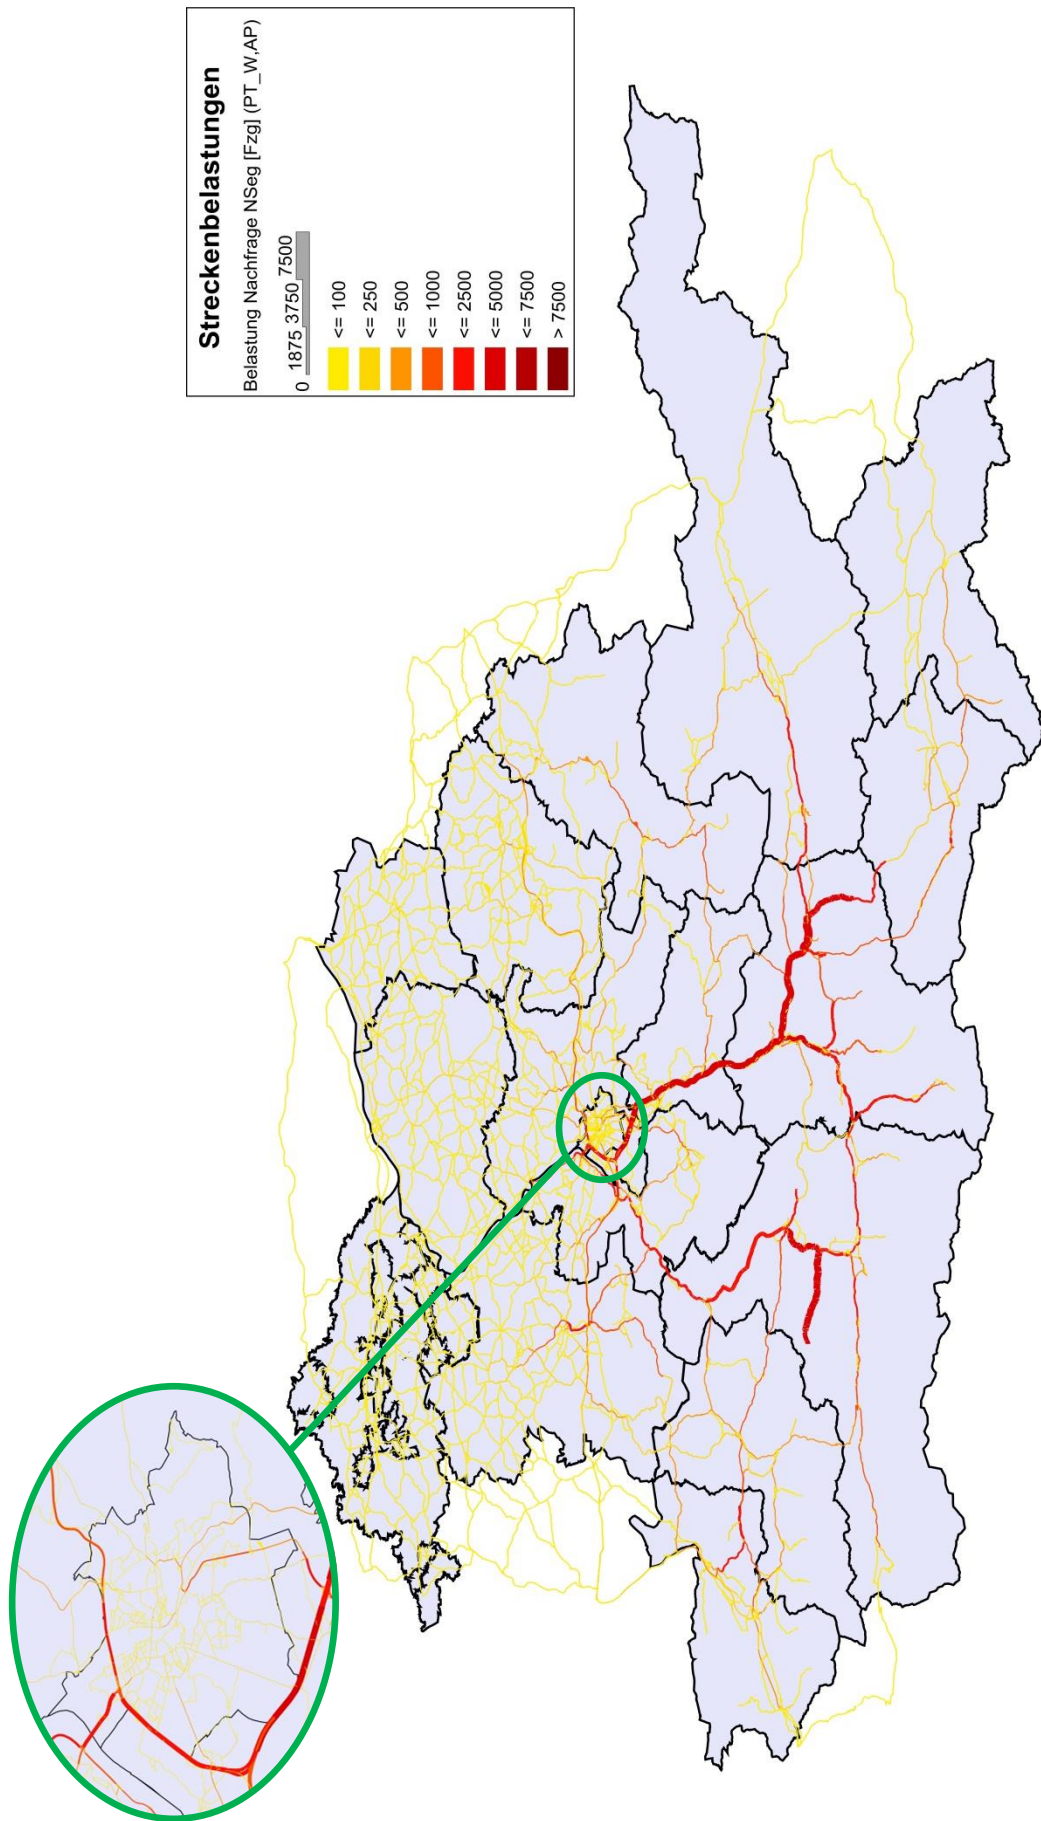 Streckenbelastungen
Belastung Nachfrage NSeg [Fzg] (PT_W,AP)
0 1875 3750 7500
<= 100
<= 250
<= 500
<= 1000
<= 2500
<= 5000
<= 7500
> 7500